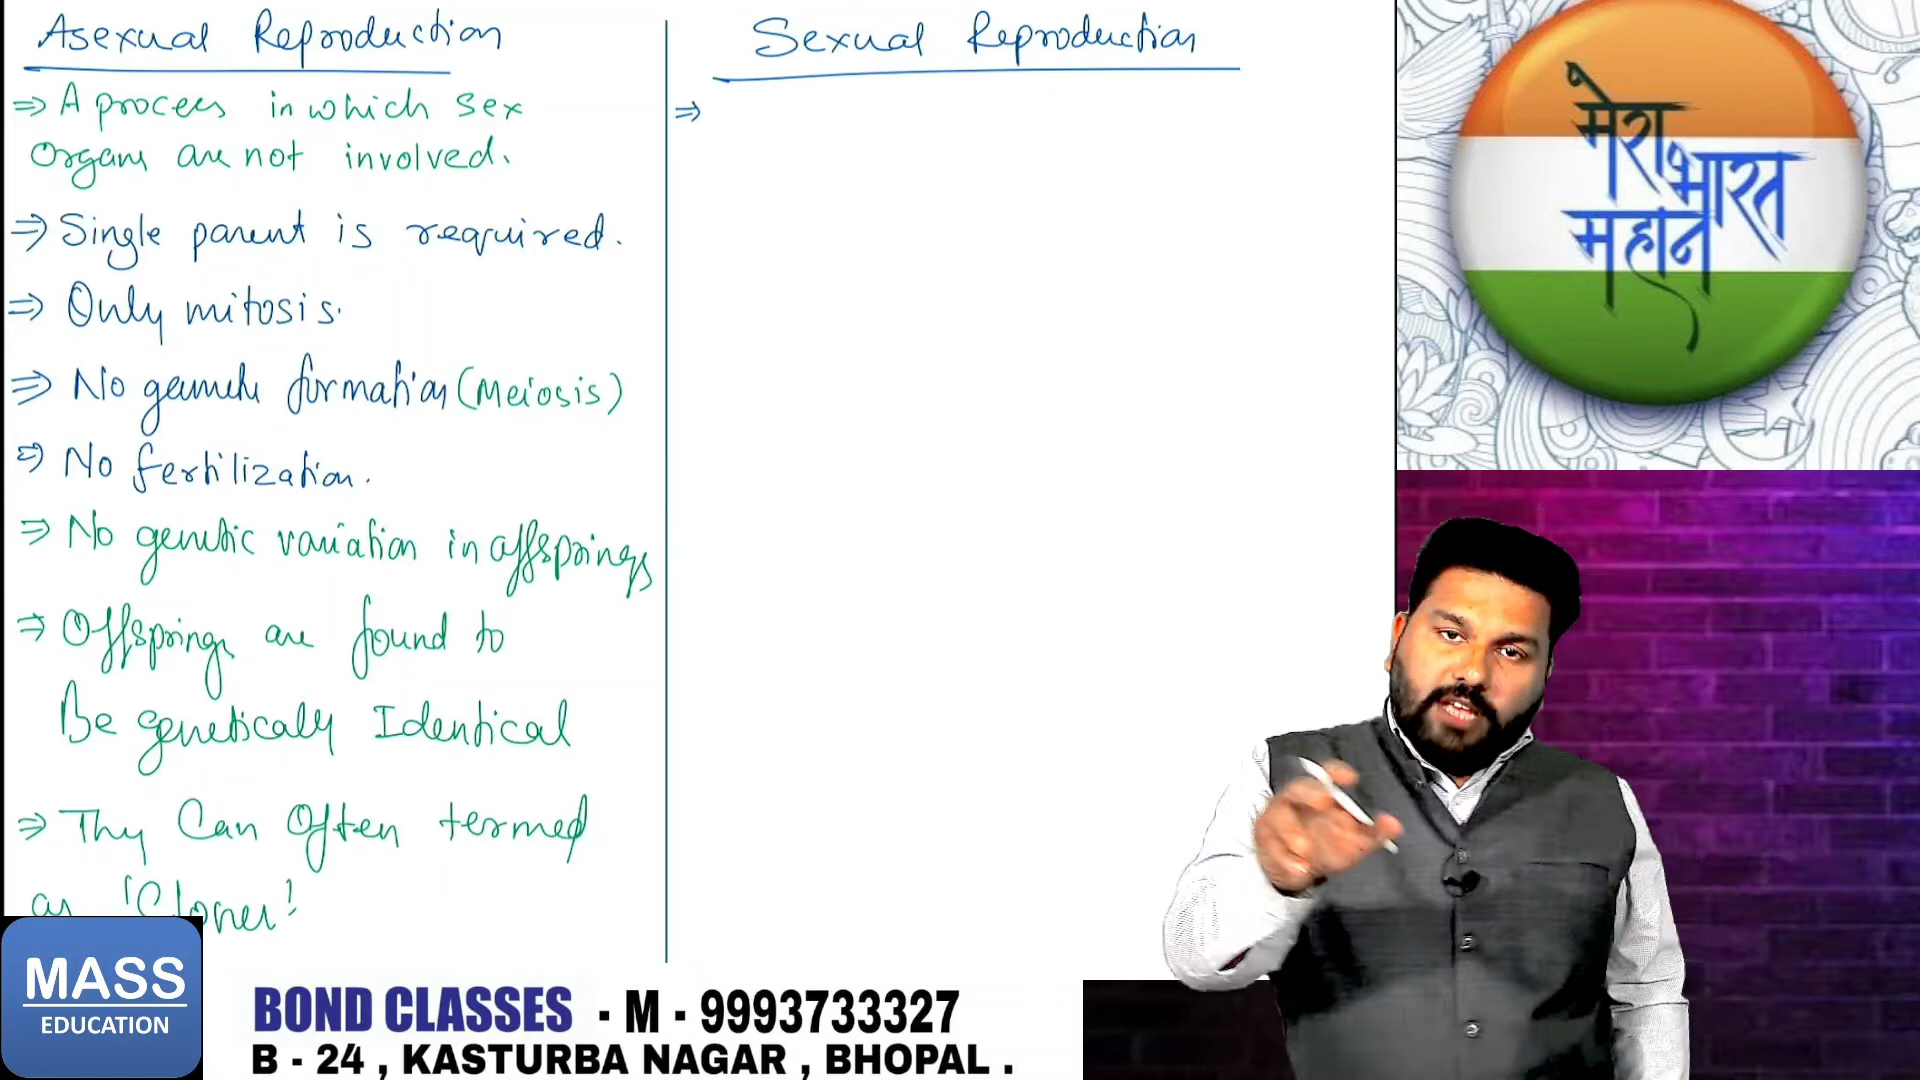 Asexual Reproduction
⇒ A process in which sex
Organs are not involved.
⇒ Single parent is required.
⇒ Only mitosis.
⇒ No gamete formation (Meiosis)
⇒ No fertilization.
⇒ No genetic variation in offsprings
⇒ Offsprings are found to
Be genetically Identical
⇒ They Can Often termed
as 'Clones'
Sexual Reproduction
⇒
मेरा
भारत
महान
MASS
EDUCATION
BOND CLASSES - M - 9993733327
B - 24 , KASTURBA NAGAR , BHOPAL .